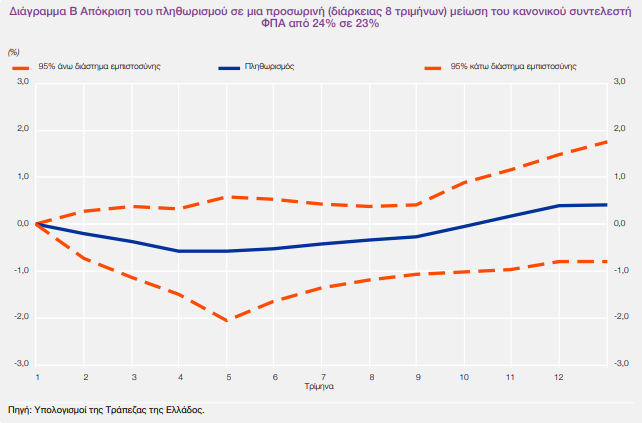 Διάγραμμα Β Απόκριση του πληθωρισμού σε μια προσωρινή (διάρκειας 8 τριμήνων) μείωση του κανονικού συντελεστή
ΦΠΑ από 24% σε 23%
(%)
95% άνω διάστημα εμπιστοσύνης Πληθωρισμός 95% κάτω διάστημα εμπιστοσύνης
3,0 3,0
2,0 2,0
1,0 1,0
0,0 0,0
-1,0 -1,0
-2,0 -2,0
-3,0 -3,0
1 2 3 4 5 6 7 8 9 10 11 12
Τρίμηνα
Πηγή: Υπολογισμοί της Τράπεζας της Ελλάδος.